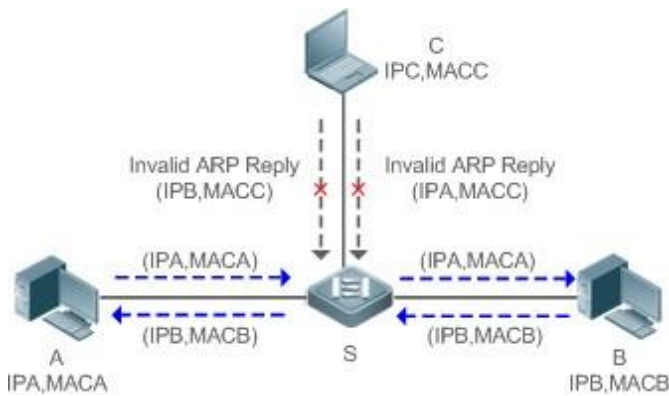 C
IPC,MACC
Invalid ARP Reply
(IPB,MACC)
Invalid ARP Reply
(IPA,MACC)
(IPA,MACA)
(IPA,MACA)
(IPB,MACB)
(IPB,MACB)
A
IPA,MACA
S
B
IPB,MACB